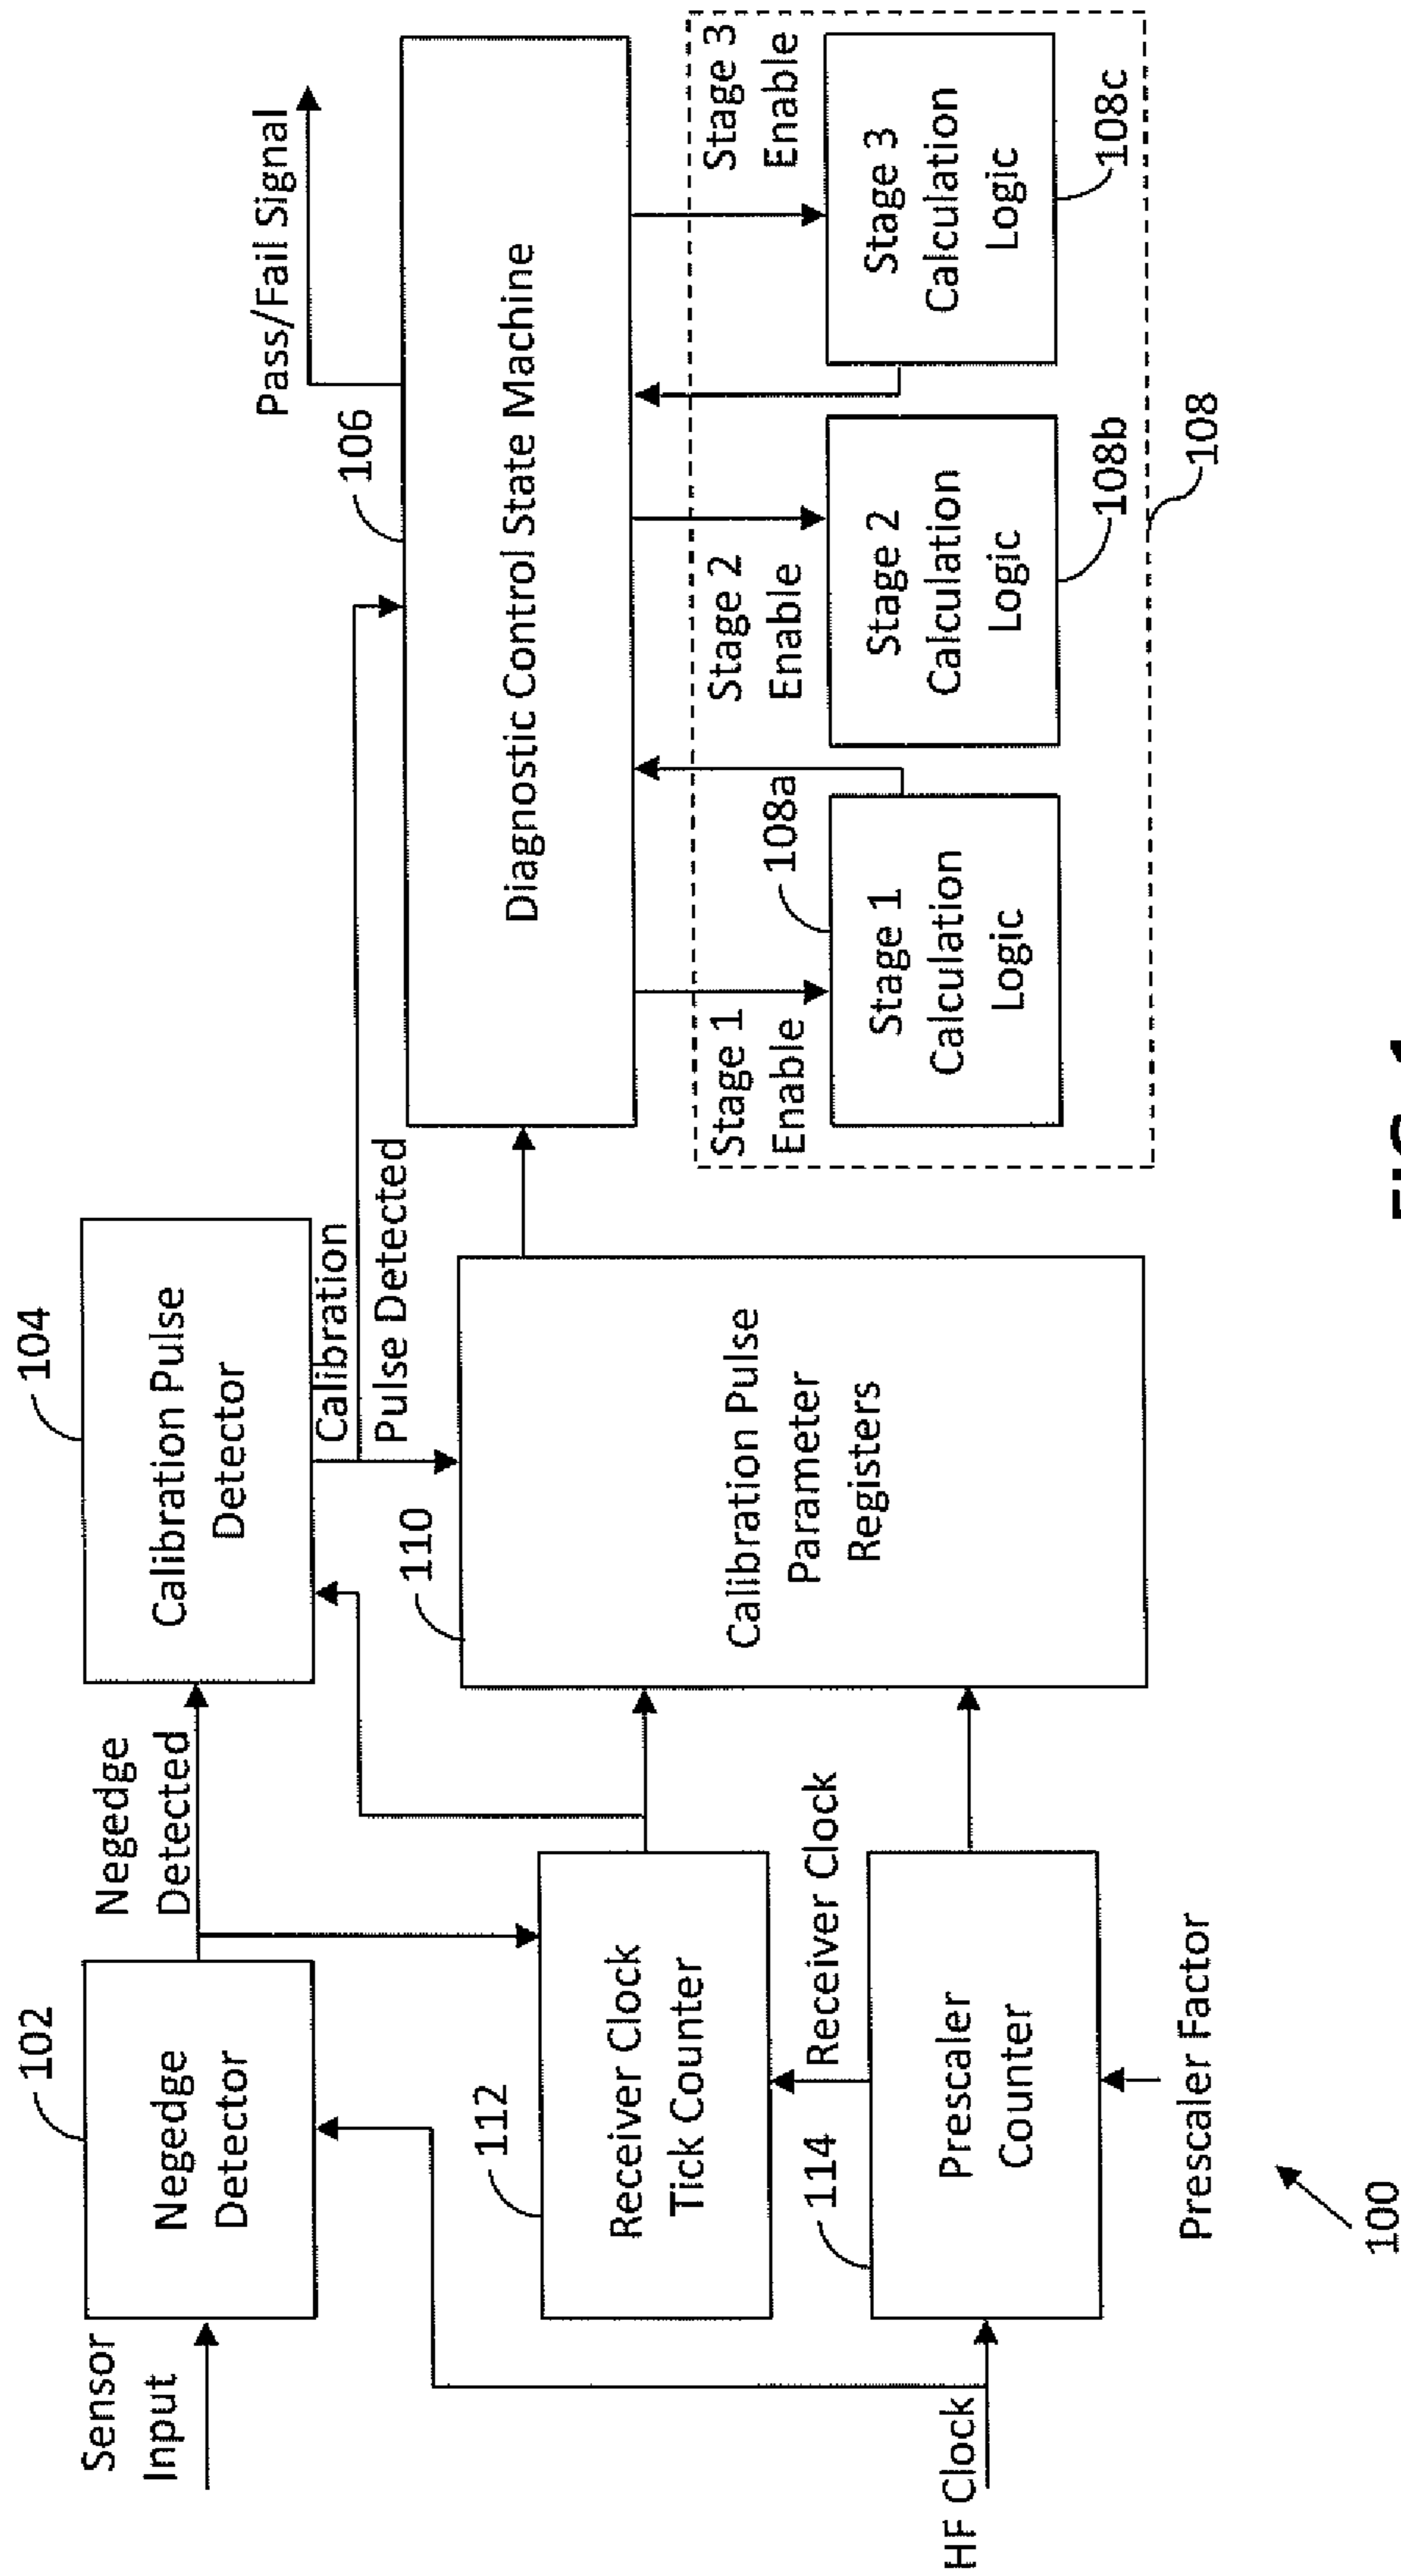 Sensor
Input
102
Negedge
Detector
Negedge
Detected
104
Calibration Pulse
Detector
Calibration
Pulse Detected
Pass/Fail Signal
106
Diagnostic Control State Machine
112
Receiver Clock
Tick Counter
Receiver Clock
114
Prescaler
Counter
HF Clock
Prescaler Factor
110
Calibration Pulse
Parameter
Registers
Stage 1
Enable
108a
Stage 1
Calculation
Logic
Stage 2
Enable
Stage 2
Calculation
Logic
108b
Stage 3
Enable
Stage 3
Calculation
Logic
108c
108
100